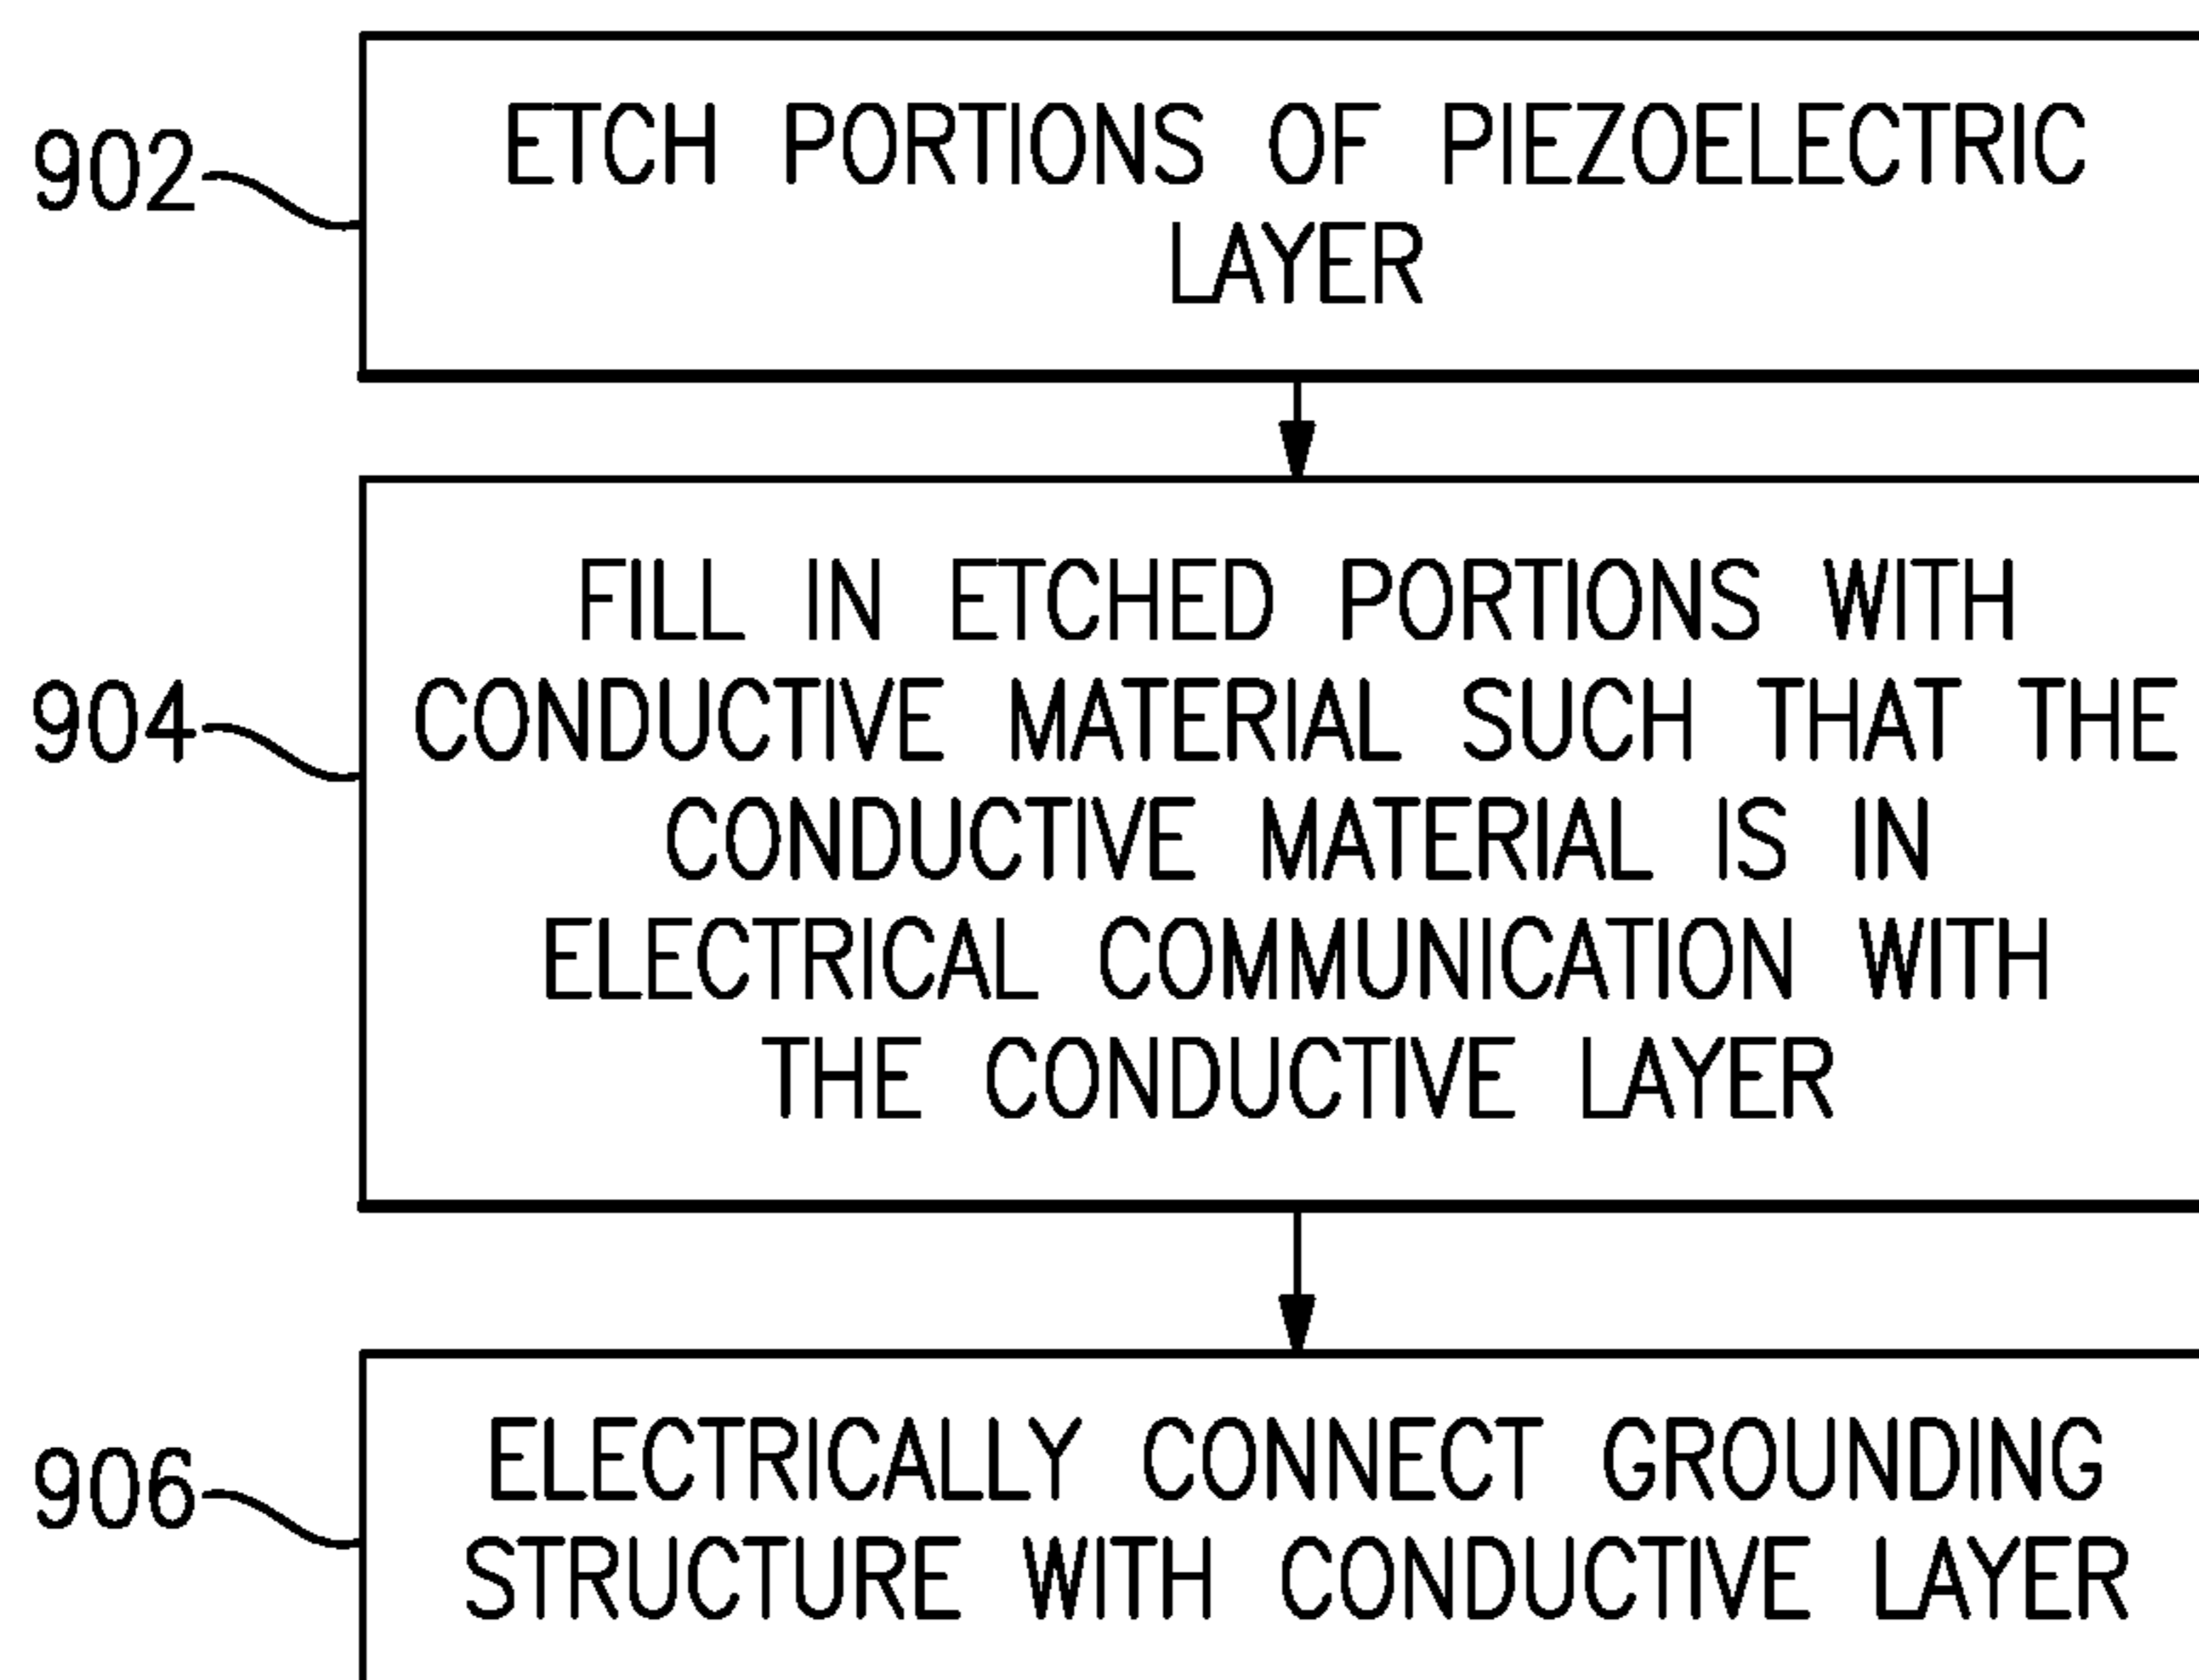 902
ETCH PORTIONS OF PIEZOELECTRIC
LAYER
904
FILL IN ETCHED PORTIONS WITH
CONDUCTIVE MATERIAL SUCH THAT THE
CONDUCTIVE MATERIAL IS IN
ELECTRICAL COMMUNICATION WITH
THE CONDUCTIVE LAYER
906
ELECTRICALLY CONNECT GROUNDING
STRUCTURE WITH CONDUCTIVE LAYER